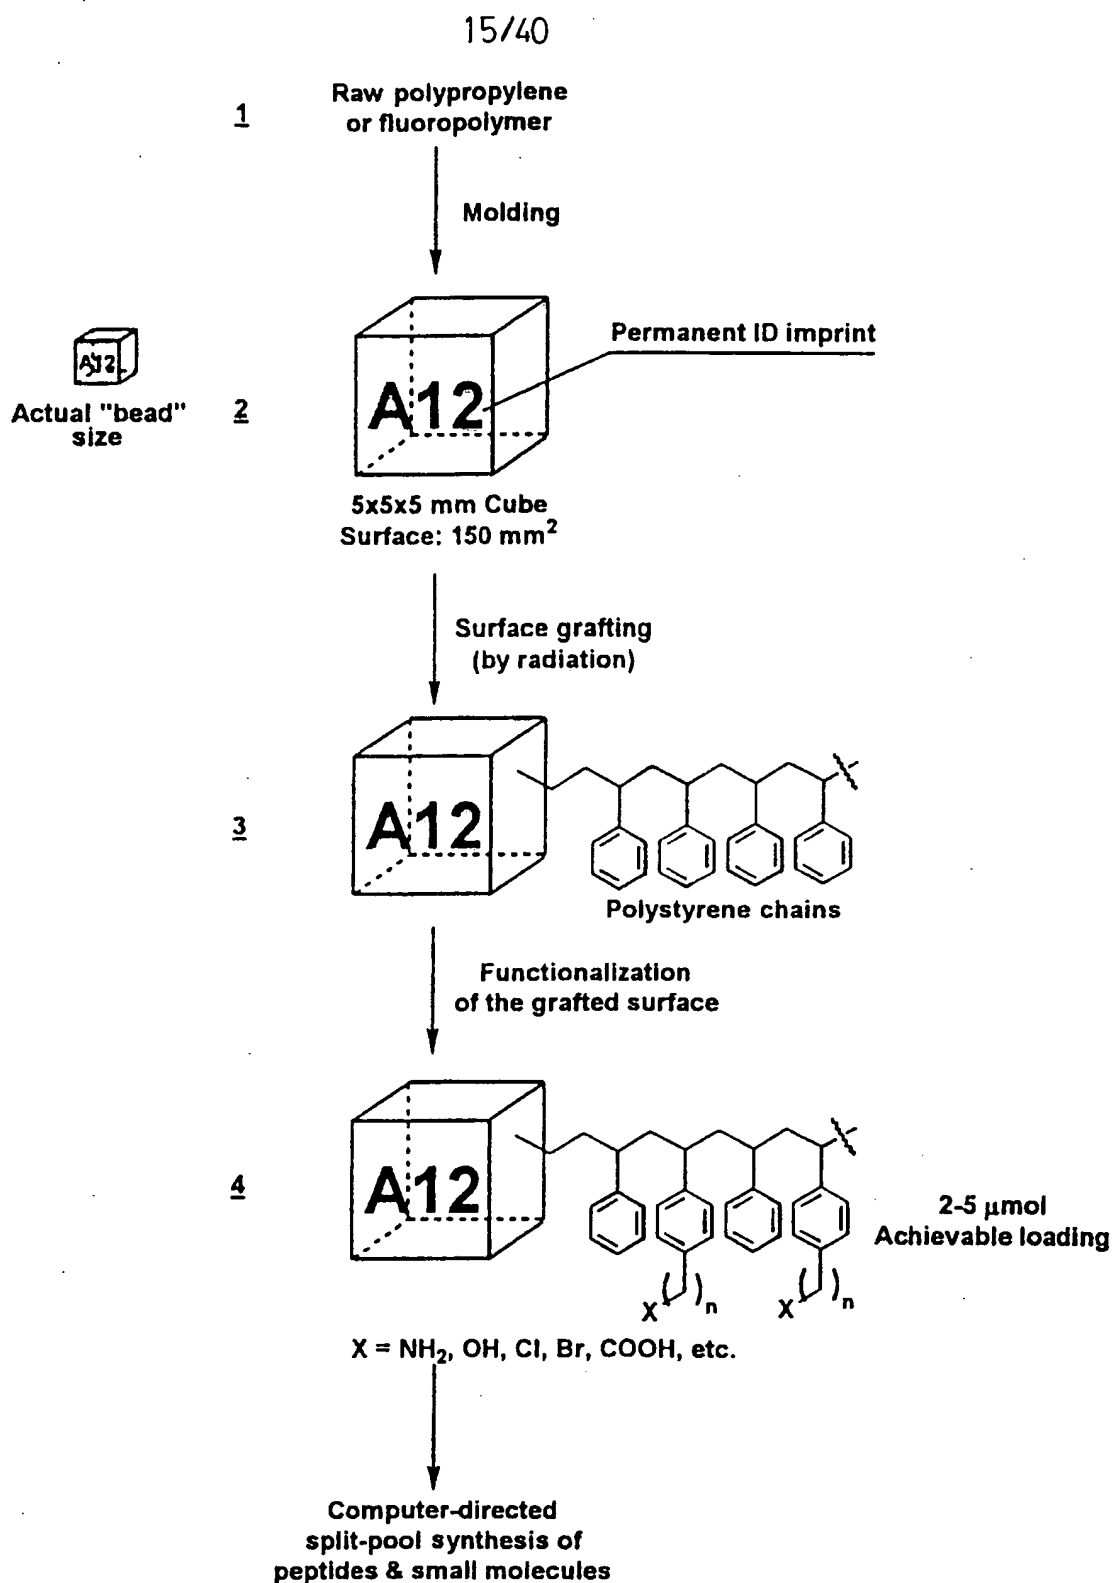 15/40
1
Raw polypropylene
or fluoropolymer
Molding
Permanent ID imprint
A12
Actual "bead"
size
2
A12
5x5x5 mm Cube
Surface: 150 mm²
Surface grafting
(by radiation)
3
A12
Polystyrene chains
Functionalization
of the grafted surface
4
A12
2-5 μmol
Achievable loading
X ( )n X ( )n
X = NH₂, OH, Cl, Br, COOH, etc.
Computer-directed
split-pool synthesis of
peptides & small molecules